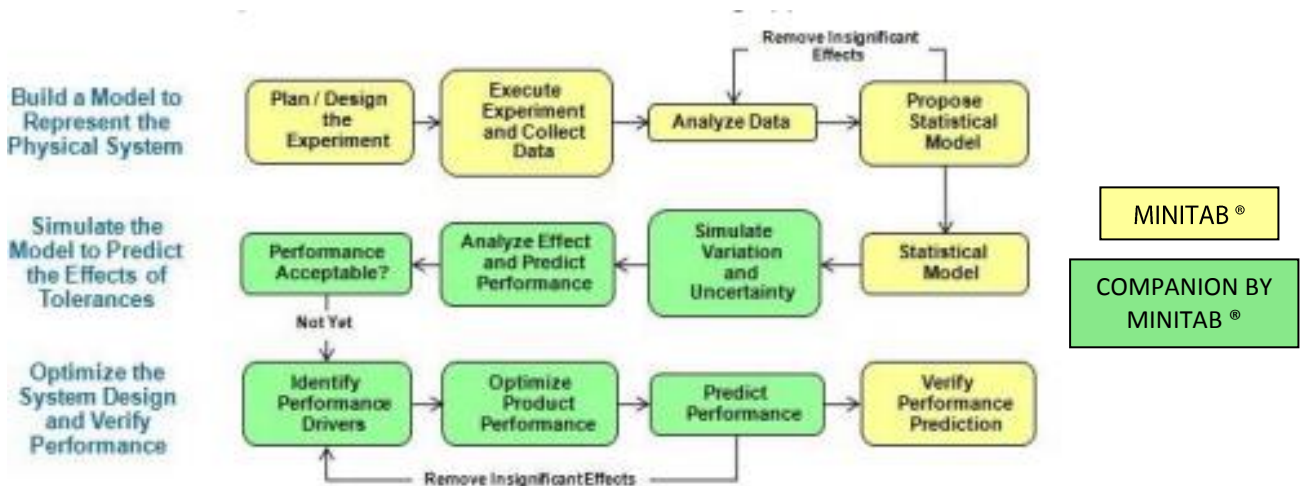 Remove Insignificant
Effects
Build a Model to
Represent the
Physical System
Plan / Design
the
Experiment
Execute
Experiment
and Collect
Data
Analyze Data
Propose
Statistical
Model
Simulate the
Model to Predict
the Effects of
Tolerances
Performance
Acceptable?
Analyze Effect
and Predict
Performance
Simulate
Variation
and
Uncertainty
Statistical
Model
MINITAB ®
COMPANION BY
MINITAB ®
Not Yet
Optimize the
System Design
and Verify
Performance
Identify
Performance
Drivers
Optimize
Product
Performance
Predict
Performance
Verify
Performance
Prediction
Remove Insignificant Effects